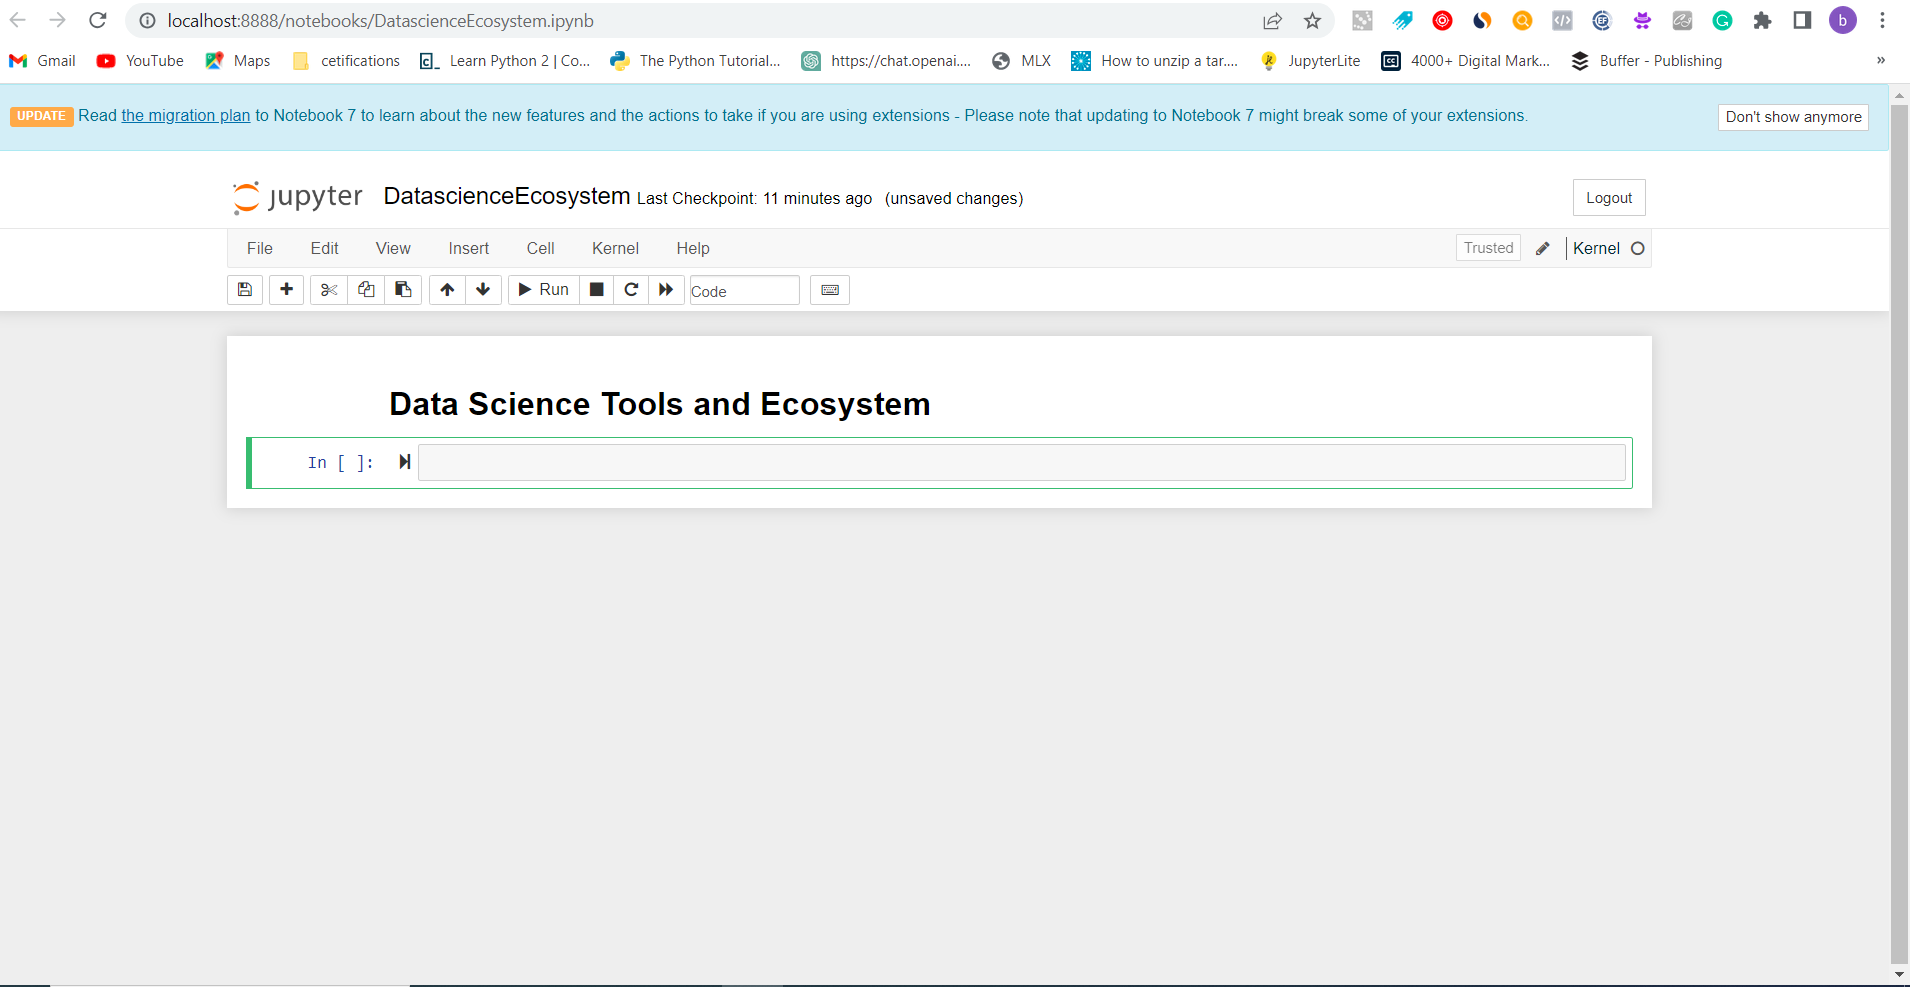 localhost:8888/notebooks/DatascienceEcosystem.ipynb
b
Gmail YouTube Maps cetifications Learn Python 2 | Co... The Python Tutorial... https://chat.openai.... MLX How to unzip a tar.... JupyterLite 4000+ Digital Mark... Buffer - Publishing »
UPDATE Read the migration plan to Notebook 7 to learn about the new features and the actions to take if you are using extensions - Please note that updating to Notebook 7 might break some of your extensions. Don't show anymore
jupyter DatascienceEcosystem Last Checkpoint: 11 minutes ago (unsaved changes) Logout
File Edit View Insert Cell Kernel Help Trusted Kernel
Run Code
Data Science Tools and Ecosystem
In [ ]: